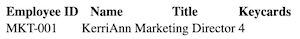 Employee ID Name Title Keycards
MKT-001 KerriAnn Marketing Director 4